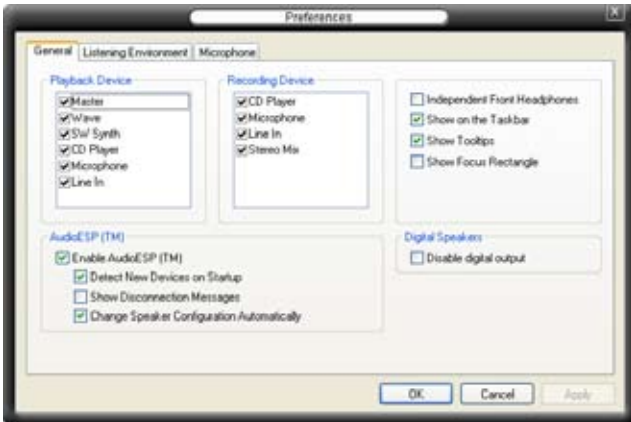 Preferences
X
General
Listening Environment
Microphone
Playback Device
Master
Wave
SW Synth
CD Player
Microphone
Line In
Recording Device
CD Player
Microphone
Line In
Stereo Mix
Independent Front Headphones
Show on the Taskbar
Show Tooltips
Show Focus Rectangle
AudioESP (TM)
Enable AudioESP (TM)
Detect New Devices on Startup
Show Disconnection Messages
Change Speaker Configuration Automatically
Digital Speakers
Disable digital output
OK
Cancel
Apply